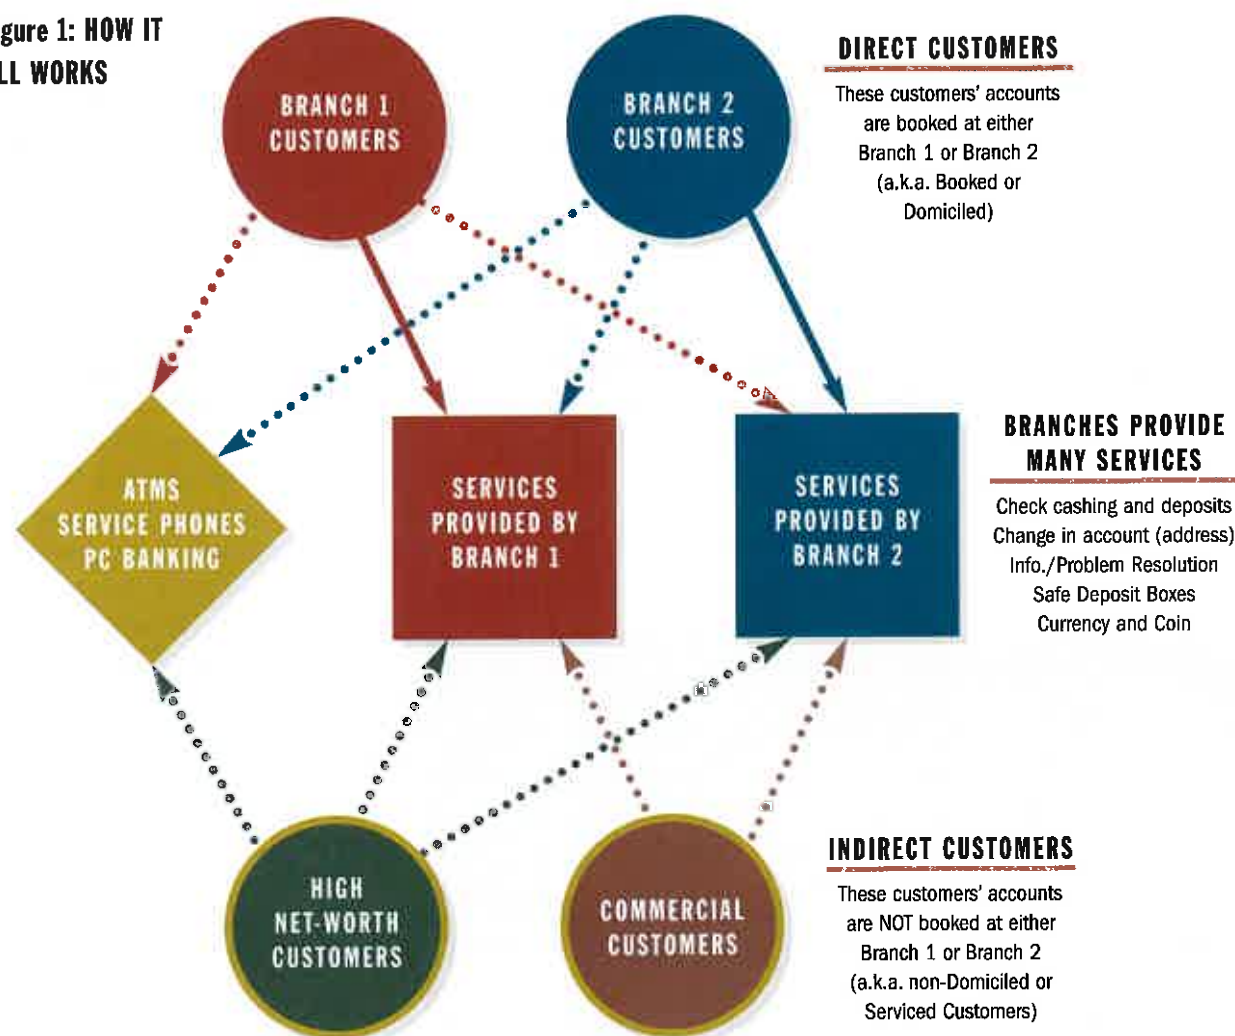 gure 1: HOW IT
LL WORKS
BRANCH 1
CUSTOMERS
BRANCH 2
CUSTOMERS
DIRECT CUSTOMERS
These customers' accounts
are booked at either
Branch 1 or Branch 2
(a.k.a. Booked or
Domiciled)
ATMS
SERVICE PHONES
PC BANKING
SERVICES
PROVIDED BY
BRANCH 1
SERVICES
PROVIDED BY
BRANCH 2
BRANCHES PROVIDE
MANY SERVICES
Check cashing and deposits
Change in account (address)
Info./Problem Resolution
Safe Deposit Boxes
Currency and Coin
HIGH
NET-WORTH
CUSTOMERS
COMMERCIAL
CUSTOMERS
INDIRECT CUSTOMERS
These customers' accounts
are NOT booked at either
Branch 1 or Branch 2
(a.k.a. non-Domiciled or
Serviced Customers)